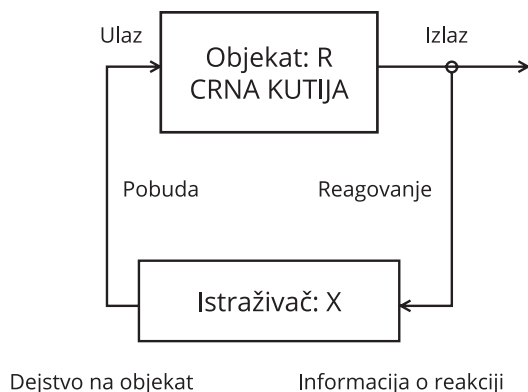 Ulaz
Objekat: R
CRNA KUTIJA
Izlaz
Pobuda
Reagovanje
Istraživač: X
Dejstvo na objekat
Informacija o reakciji